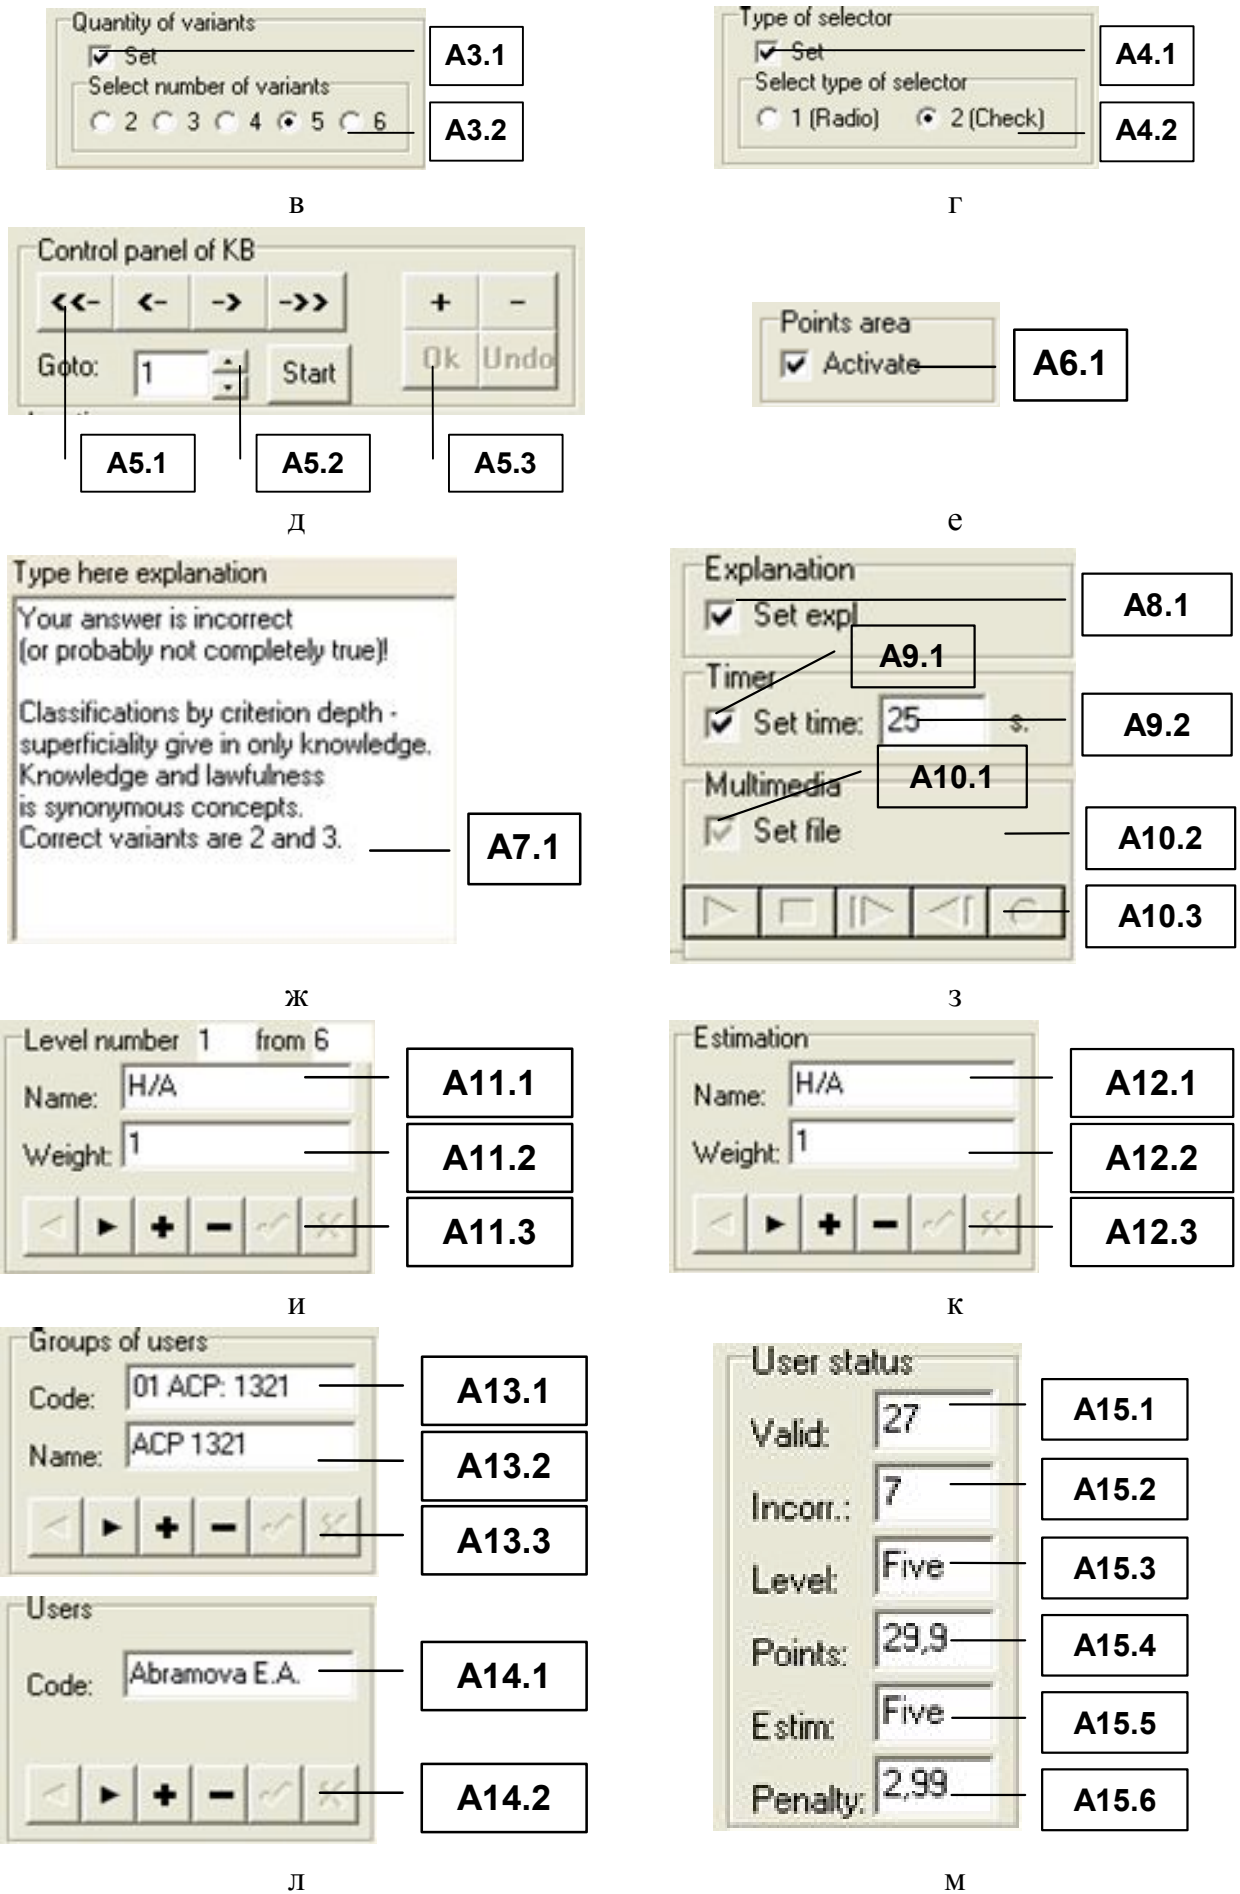 Quantity of variants
Set
A3.1
Select number of variants
2 3 4 5 6
A3.2
в
Type of selector
Set
A4.1
Select type of selector
1 (Radio) 2 (Check)
A4.2
г
Control panel of KB
<<- <- -> ->> + -
Goto: 1 Start Ok Undo
A5.1 A5.2 A5.3
д
Points area
Activate
A6.1
е
Type here explanation
Your answer is incorrect
(or probably not completely true)!
Classifications by criterion depth -
superficiality give in only knowledge.
Knowledge and lawfulness
is synonymous concepts.
Correct variants are 2 and 3.
A7.1
ж
Explanation
Set expl
A8.1
A9.1
Timer
Set time: 25 s.
A9.2
A10.1
Multimedia
Set file
A10.2
A10.3
з
Level number 1 from 6
Name: H/A
A11.1
Weight: 1
A11.2
A11.3
и
Estimation
Name: H/A
A12.1
Weight: 1
A12.2
A12.3
к
Groups of users
Code: 01 ACP: 1321
A13.1
Name: ACP 1321
A13.2
A13.3
Users
Code: Abramova E.A.
A14.1
A14.2
л
User status
Valid: 27
A15.1
Incorr.: 7
A15.2
Level: Five
A15.3
Points: 29,9
A15.4
Estim: Five
A15.5
Penalty: 2,99
A15.6
м